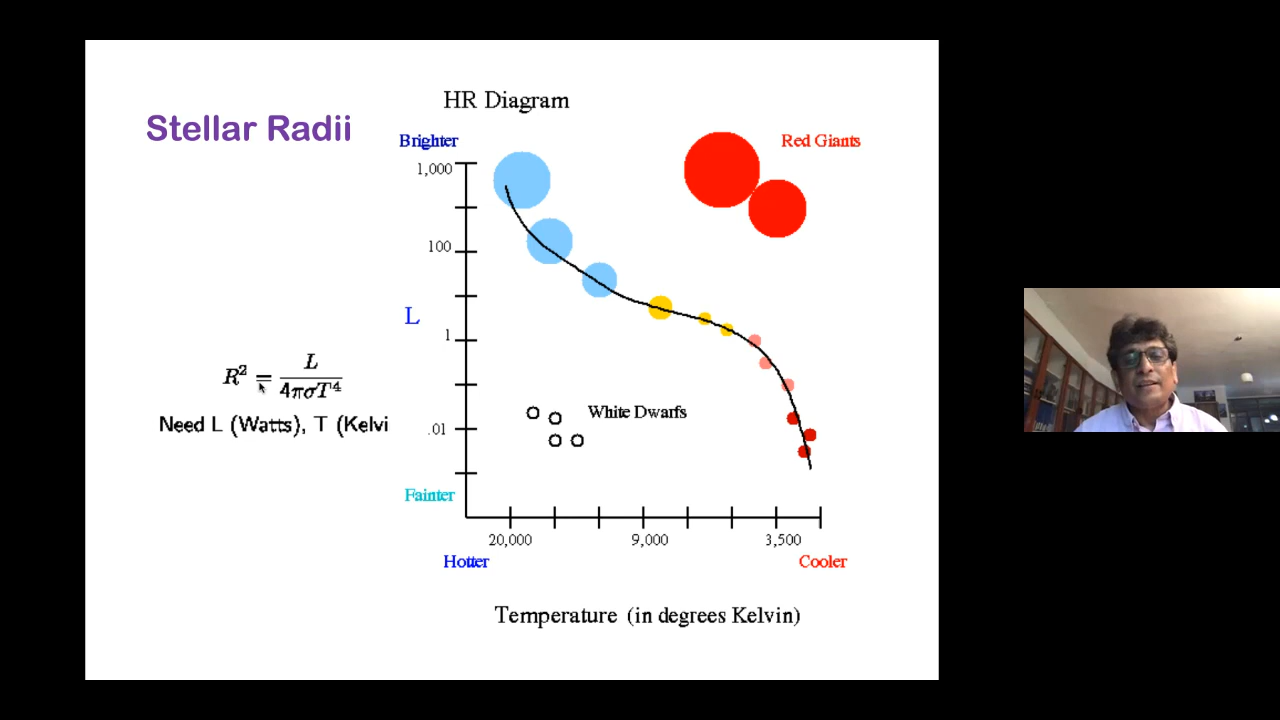 HR Diagram
Stellar Radii
Brighter
Red Giants
1,000
100
L
1
R² = L / 4πσT⁴
Need L (Watts), T (Kelvi
White Dwarfs
.01
Fainter
20,000 9,000 3,500
Hotter Cooler
Temperature (in degrees Kelvin)